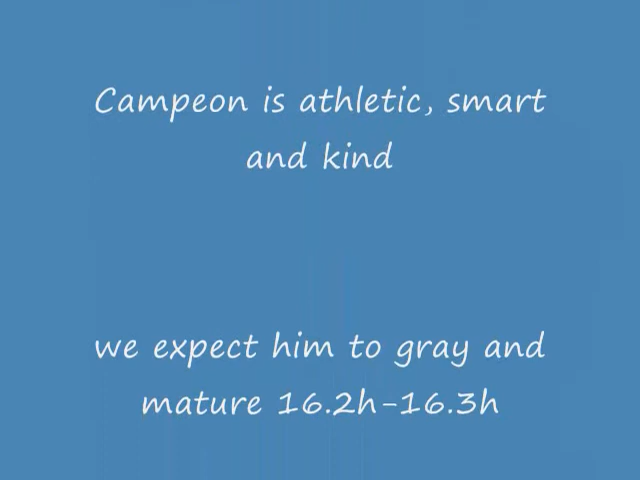 Campeon is athletic, smart
and kind
we expect him to gray and
mature 16.2h-16.3h